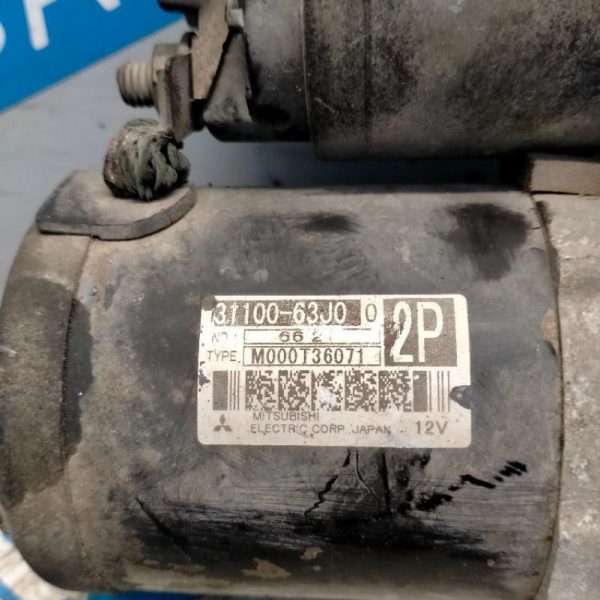 31100-63J0 0
2P
NO. 66 2
TYPE. M000T36071
MITSUBISHI
ELECTRIC CORP. JAPAN 12V